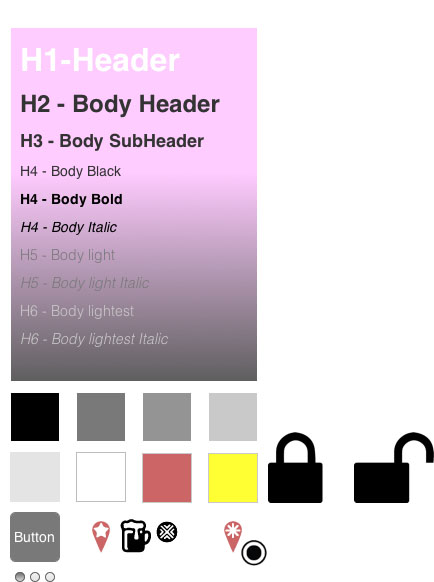 H1-Header
H2 - Body Header
H3 - Body SubHeader
H4 - Body Black
H4 - Body Bold
H4 - Body Italic
H5 - Body light
H5 - Body light Italic
H6 - Body lightest
H6 - Body lightest Italic
Button